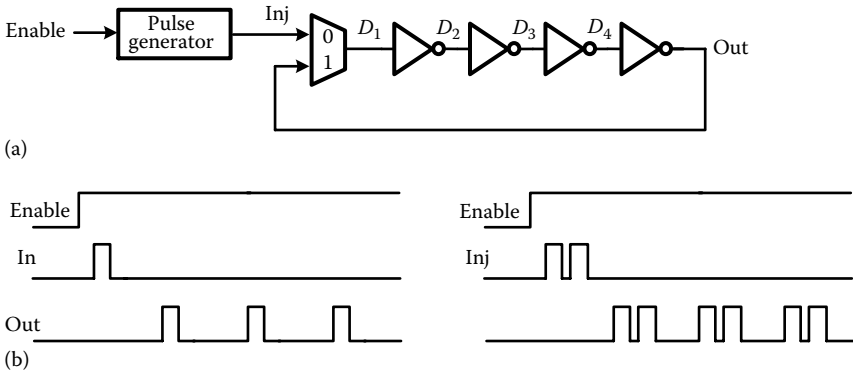 Enable
Pulse
generator
Inj
0
1
D1
D2
D3
D4
Out
(a)
Enable
In
Out
(b)
Enable
Inj